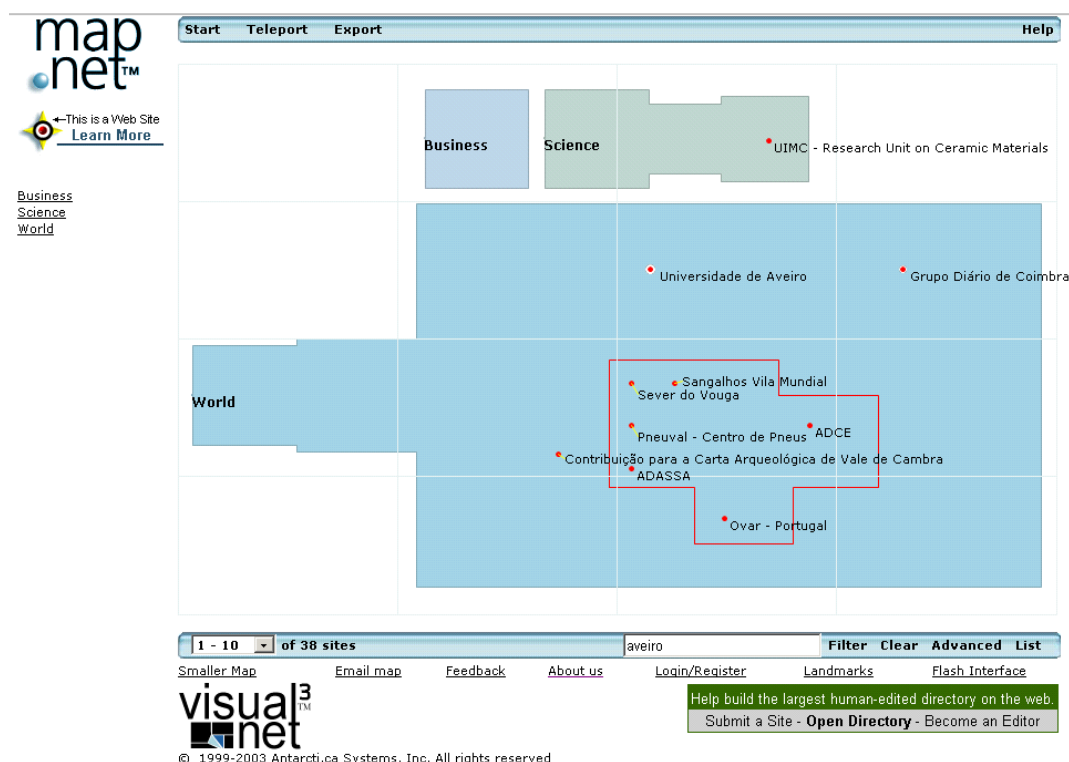 map
.net™
Start Teleport Export Help
←This is a Web Site
Learn More
Business
Science
World
Business
Science
UIMC - Research Unit on Ceramic Materials
Universidade de Aveiro
Grupo Diário de Coimbra
World
Sangalhos Vila Mundial
Sever do Vouga
Pneuval - Centro de Pneus
ADCE
Contribuição para a Carta Arqueológica de Vale de Cambra
ADASSA
Ovar - Portugal
1 - 10 of 38 sites aveiro Filter Clear Advanced List
Smaller Map Email map Feedback About us Login/Register Landmarks Flash Interface
visual3™
net
Help build the largest human-edited directory on the web.
Submit a Site - Open Directory - Become an Editor
© 1999-2003 Antarcti.ca Systems, Inc. All rights reserved